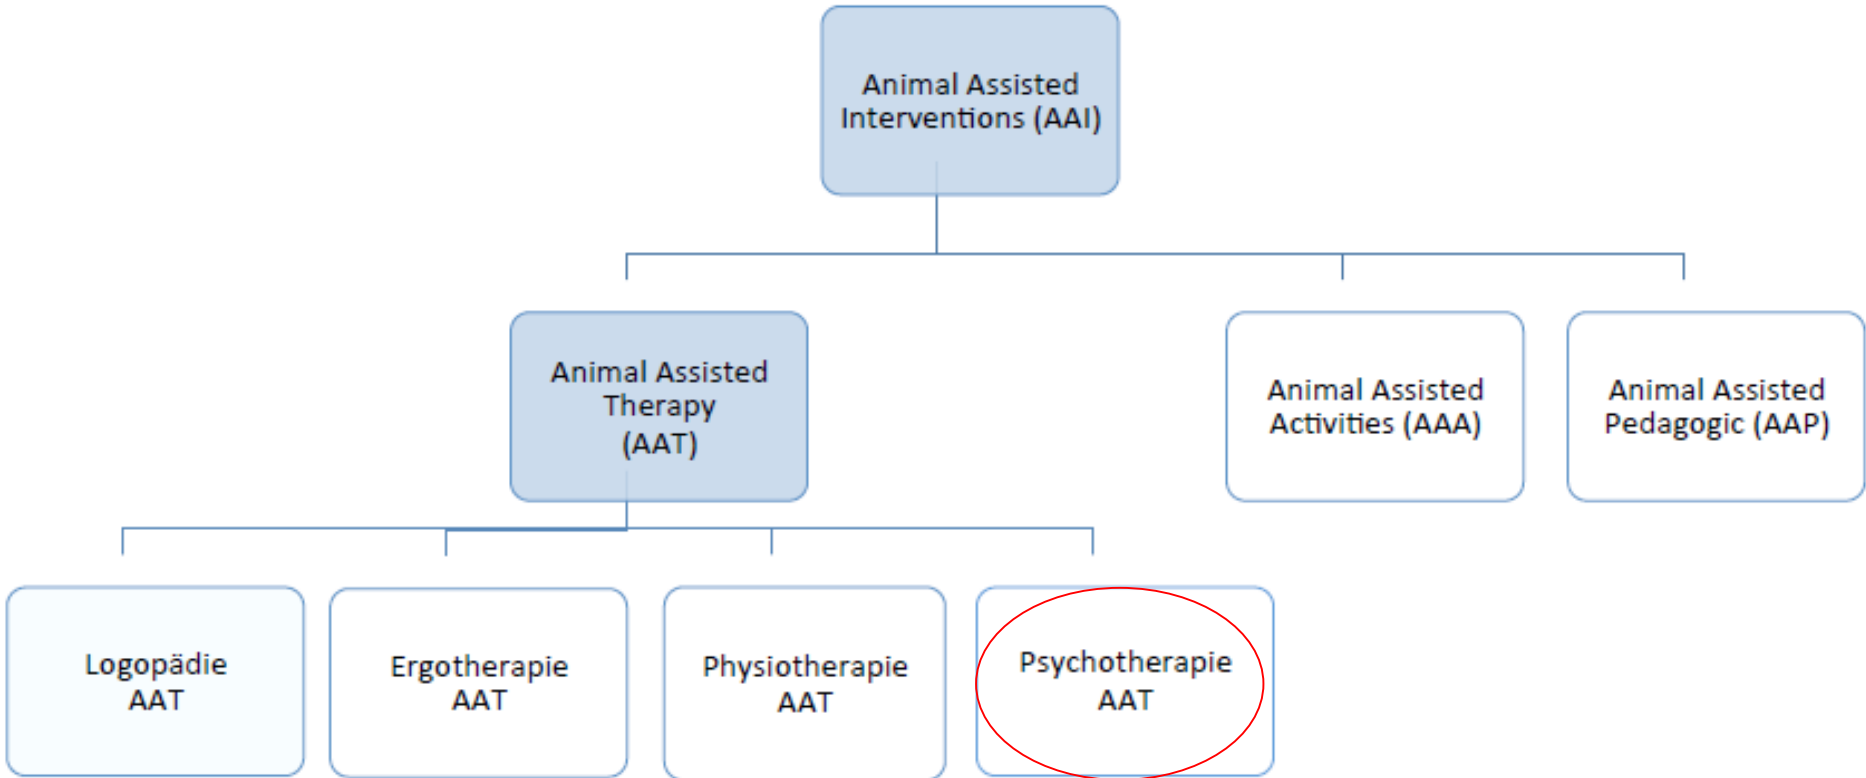 Animal Assisted
Interventions (AAI)
Animal Assisted
Therapy
(AAT)
Animal Assisted
Activities (AAA)
Animal Assisted
Pedagogic (AAP)
Logopädie
AAT
Ergotherapie
AAT
Physiotherapie
AAT
Psychotherapie
AAT